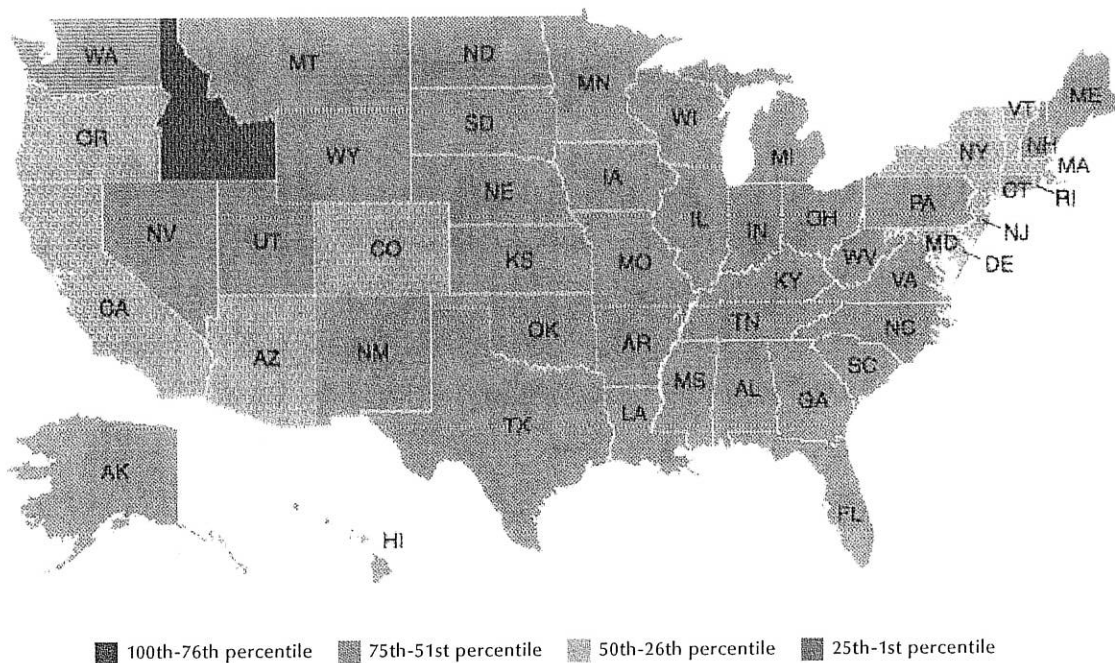 WA
MT
ND
MN
ME
VT
OR
SD
WI
NH
NY
MA
WY
MI
CT
RI
IA
NE
PA
NJ
NV
UT
CO
IL
IN
OH
MD
DE
KS
MO
WV
VA
KY
CA
TN
NC
OK
AZ
NM
AR
SC
MS
AL
GA
LA
TX
AK
FL
HI
100th-76th percentile
75th-51st percentile
50th-26th percentile
25th-1st percentile